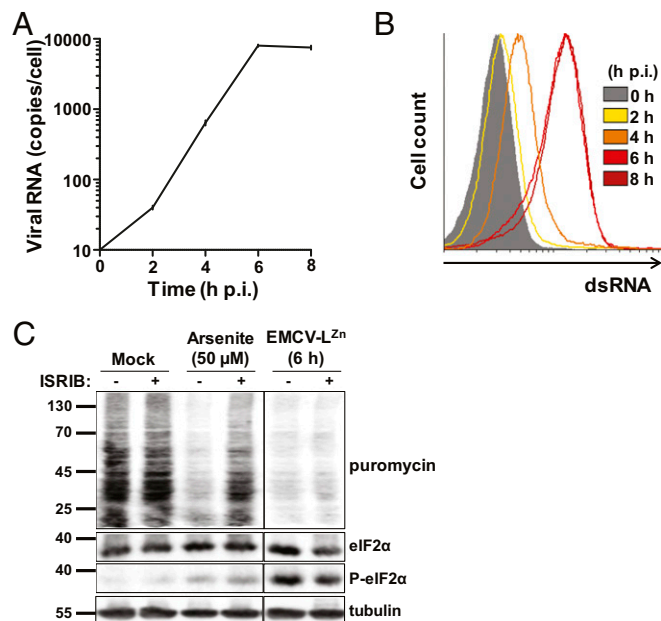 A
Viral RNA (copies/cell)
10000
1000
100
10
0 2 4 6 8
Time (h p.i.)
B
Cell count
(h p.i.)
0 h
2 h
4 h
6 h
8 h
dsRNA
C
Mock
Arsenite
(50 µM)
EMCV-L^Zn
(6 h)
ISRIB: - + - + - +
130
70
45
25
puromycin
40
eIF2α
40
P-eIF2α
55
tubulin